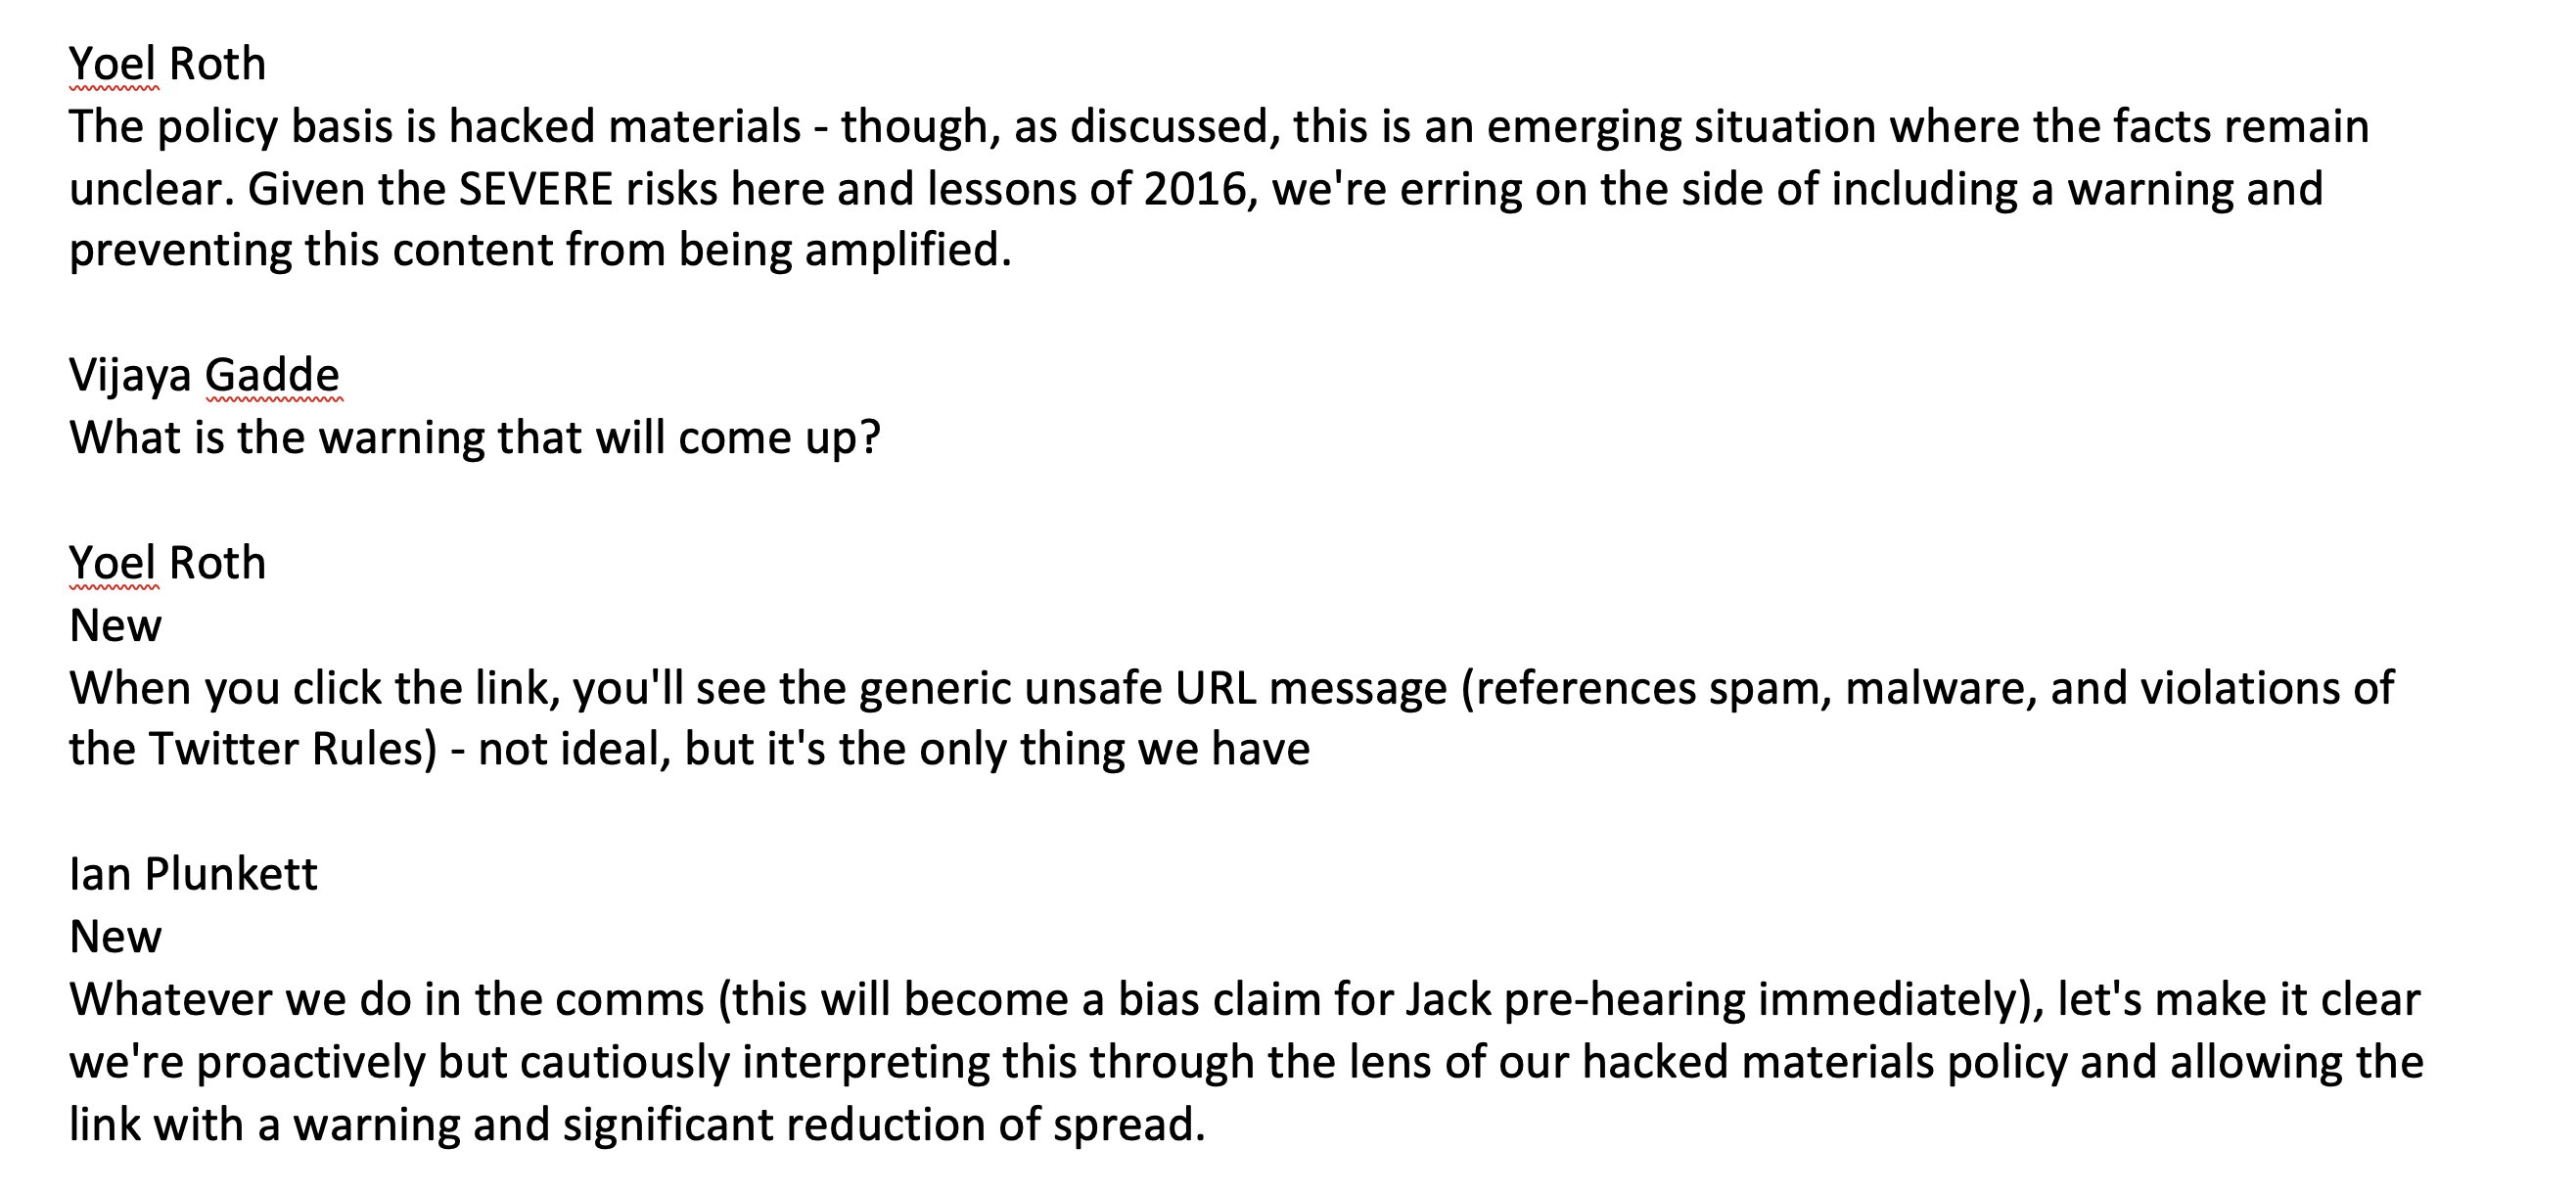 Yoel Roth
The policy basis is hacked materials - though, as discussed, this is an emerging situation where the facts remain
unclear. Given the SEVERE risks here and lessons of 2016, we're erring on the side of including a warning and
preventing this content from being amplified.
Vijaya Gadde
What is the warning that will come up?
Yoel Roth
New
When you click the link, you'll see the generic unsafe URL message (references spam, malware, and violations of
the Twitter Rules) - not ideal, but it's the only thing we have
Ian Plunkett
New
Whatever we do in the comms (this will become a bias claim for Jack pre-hearing immediately), let's make it clear
we're proactively but cautiously interpreting this through the lens of our hacked materials policy and allowing the
link with a warning and significant reduction of spread.